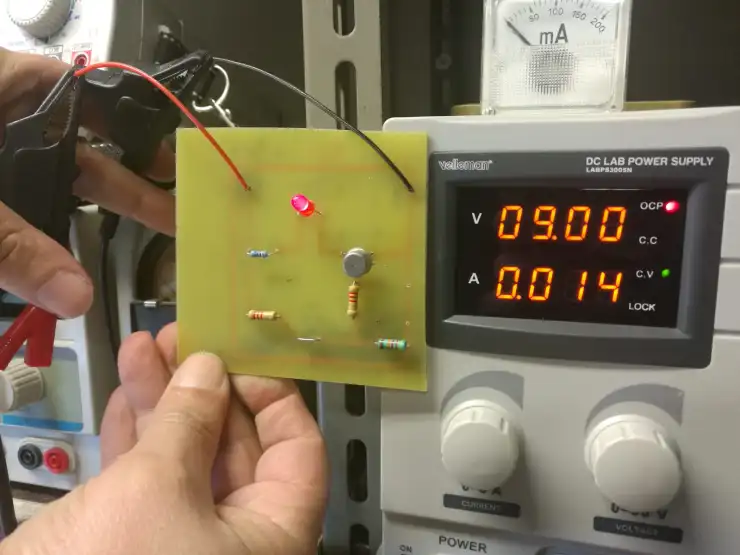 50 100 150 200
mA
velleman®
DC LAB POWER SUPPLY
LABPS3005N
V 09.00 OCP
C.C
A 0.014 C.V
LOCK
CURRENT
VOLTAGE
POWER
ON